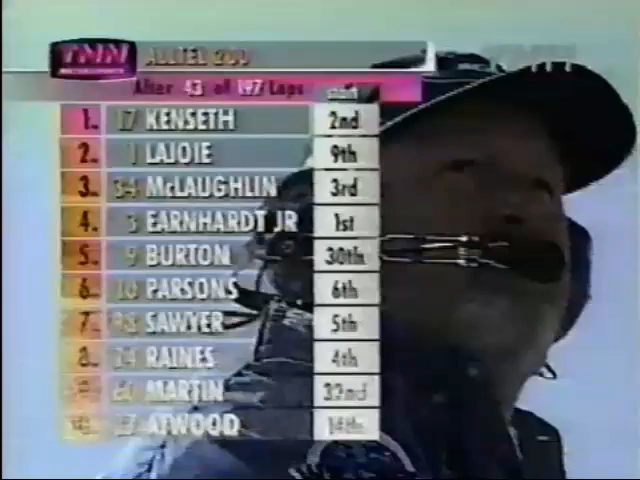 TNN ALLTEL 200
After 43 of 197 Laps start
1. 17 KENSETH 2nd
2. 1 LAJOIE 9th
3. 34 McLAUGHLIN 3rd
4. 3 EARNHARDT JR 1st
5. 9 BURTON 30th
6. 10 PARSONS 6th
7. 98 SAWYER 5th
8. 74 RAINES 4th
MARTIN 32nd
ATWOOD 14th